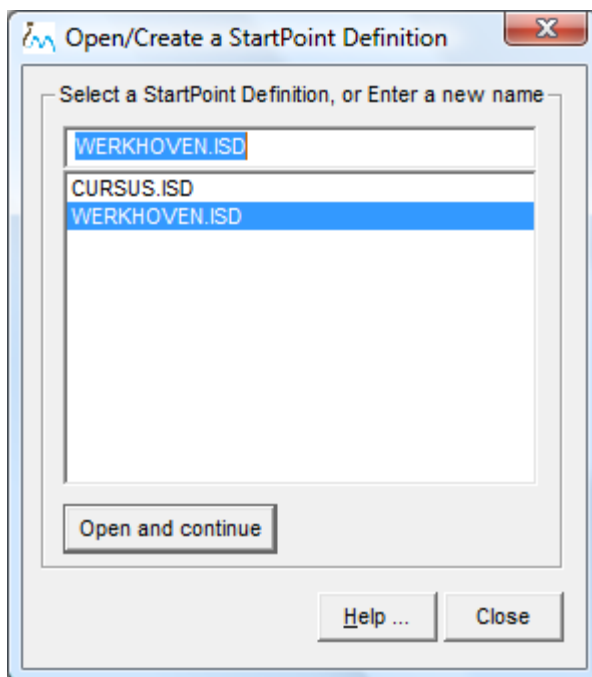 Open/Create a StartPoint Definition
Select a StartPoint Definition, or Enter a new name
WERKHOVEN.ISD
CURSUS.ISD
WERKHOVEN.ISD
Open and continue
Help ...
Close